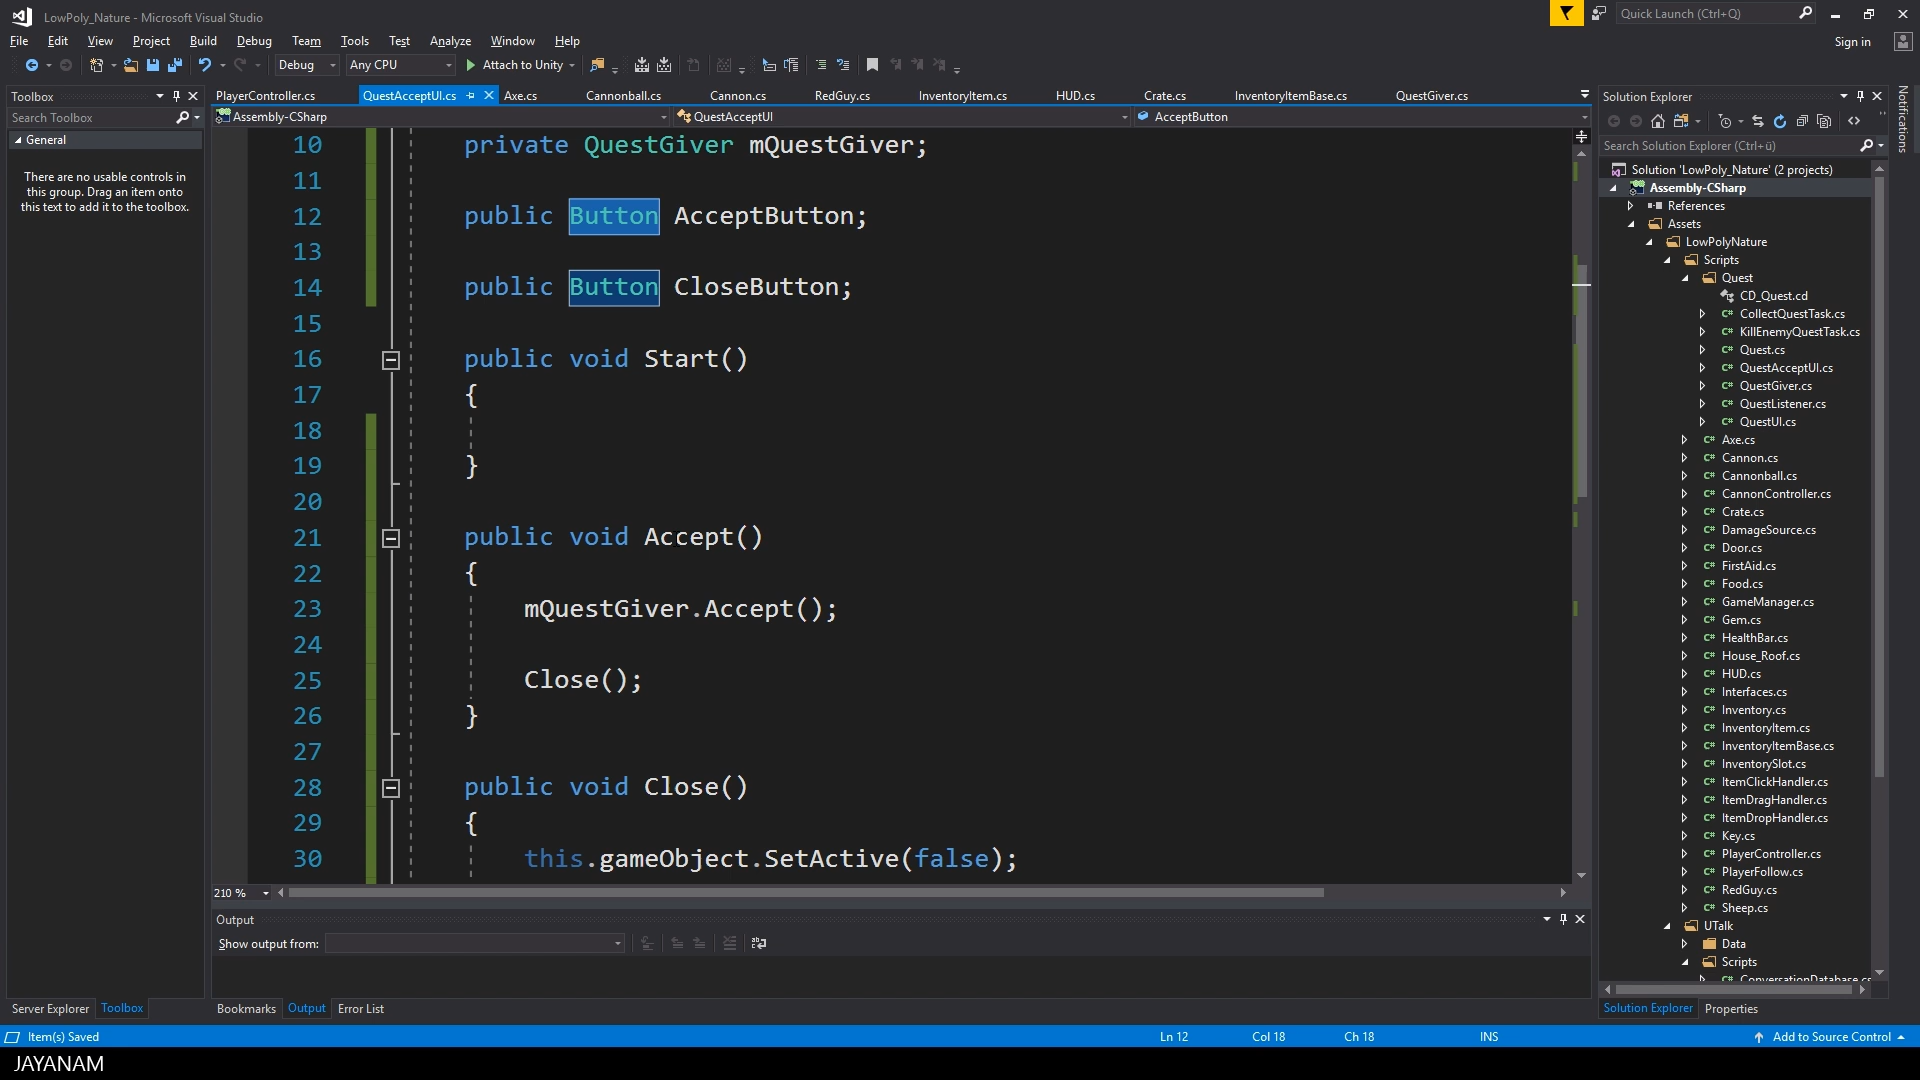 LowPoly_Nature - Microsoft Visual Studio
Quick Launch (Ctrl+Q)
File Edit View Project Build Debug Team Tools Test Analyze Window Help
Sign in
Debug Any CPU Attach to Unity
Toolbox
Search Toolbox
General
There are no usable controls in
this group. Drag an item onto
this text to add it to the toolbox.
PlayerController.cs QuestAcceptUI.cs Axe.cs Cannonball.cs Cannon.cs RedGuy.cs InventoryItem.cs HUD.cs Crate.cs InventoryItemBase.cs QuestGiver.cs
Assembly-CSharp QuestAcceptUI AcceptButton
10 private QuestGiver mQuestGiver;
11
12 public Button AcceptButton;
13
14 public Button CloseButton;
15
16 public void Start()
17 {
18
19 }
20
21 public void Accept()
22 {
23 mQuestGiver.Accept();
24
25 Close();
26 }
27
28 public void Close()
29 {
30 this.gameObject.SetActive(false);
210 %
Output
Show output from:
Server Explorer Toolbox
Bookmarks Output Error List
Solution Explorer
Search Solution Explorer (Ctrl+ü)
Solution 'LowPoly_Nature' (2 projects)
Assembly-CSharp
References
Assets
LowPolyNature
Scripts
Quest
CD_Quest.cd
C# CollectQuestTask.cs
C# KillEnemyQuestTask.cs
C# Quest.cs
C# QuestAcceptUI.cs
C# QuestGiver.cs
C# QuestListener.cs
C# QuestUI.cs
C# Axe.cs
C# Cannon.cs
C# Cannonball.cs
C# CannonController.cs
C# Crate.cs
C# DamageSource.cs
C# Door.cs
C# FirstAid.cs
C# Food.cs
C# GameManager.cs
C# Gem.cs
C# HealthBar.cs
C# House_Roof.cs
C# HUD.cs
C# Interfaces.cs
C# Inventory.cs
C# InventoryItem.cs
C# InventoryItemBase.cs
C# InventorySlot.cs
C# ItemClickHandler.cs
C# ItemDragHandler.cs
C# ItemDropHandler.cs
C# Key.cs
C# PlayerController.cs
C# PlayerFollow.cs
C# RedGuy.cs
C# Sheep.cs
UTalk
Data
Scripts
C# ConversationDatabase.cs
Solution Explorer Properties
Notifications
Item(s) Saved Ln 12 Col 18 Ch 18 INS Add to Source Control
JAYANAM